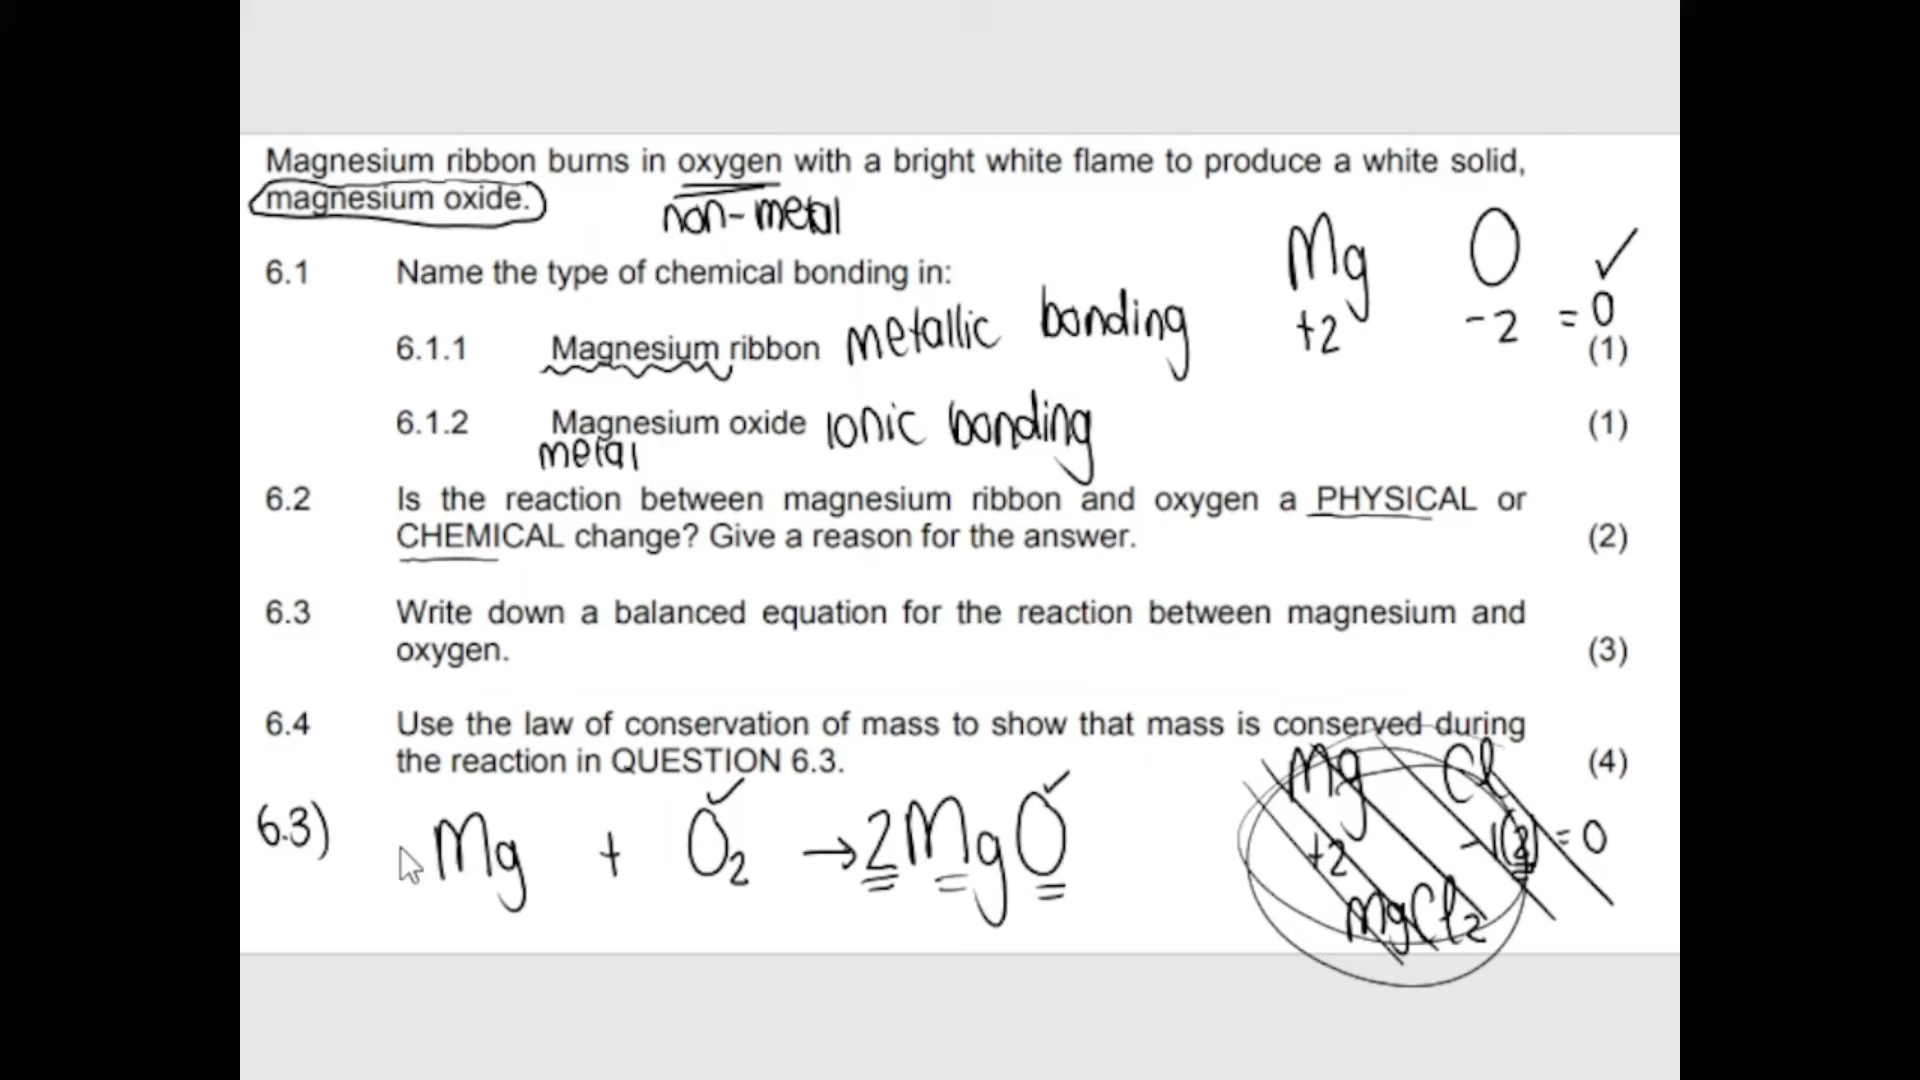 Magnesium ribbon burns in oxygen with a bright white flame to produce a white solid,
magnesium oxide.
non-metal
Mg O ✓
+2 -2 = 0
6.1 Name the type of chemical bonding in:
6.1.1 Magnesium ribbon metallic bonding (1)
6.1.2 Magnesium oxide Ionic bonding (1)
metal
6.2 Is the reaction between magnesium ribbon and oxygen a PHYSICAL or
CHEMICAL change? Give a reason for the answer. (2)
6.3 Write down a balanced equation for the reaction between magnesium and
oxygen. (3)
6.4 Use the law of conservation of mass to show that mass is conserved during
the reaction in QUESTION 6.3. (4)
6.3) Mg + O₂ ✓ → 2MgO ✓
Mg Cl
+2 -1(2) = 0
MgCl₂